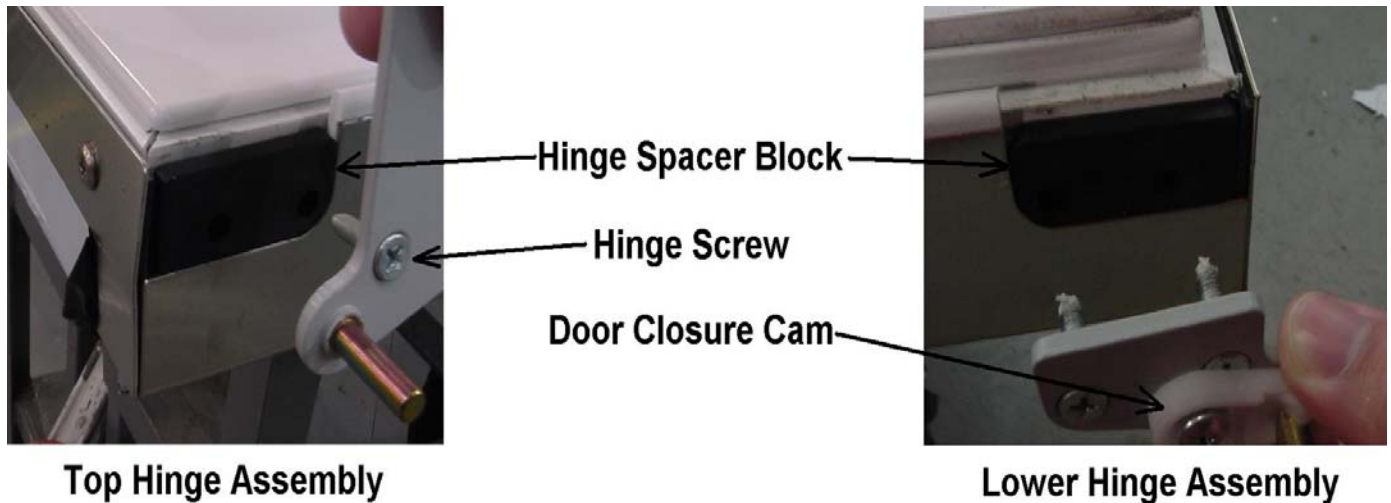 Hinge Spacer Block
Hinge Screw
Door Closure Cam
Top Hinge Assembly
Lower Hinge Assembly